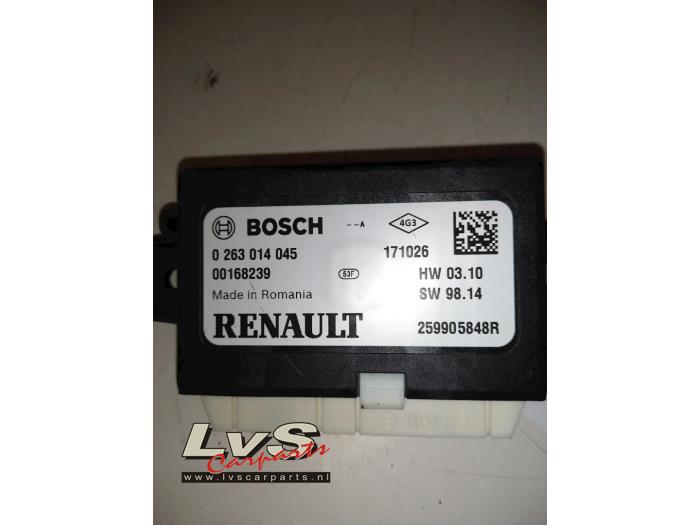 BOSCH --A 4G3
0 263 014 045 171026
00168239 53F HW 03.10
Made in Romania SW 98.14
RENAULT 259905848R
BOSCH
LvS
Carparts
www.lvscarparts.nl